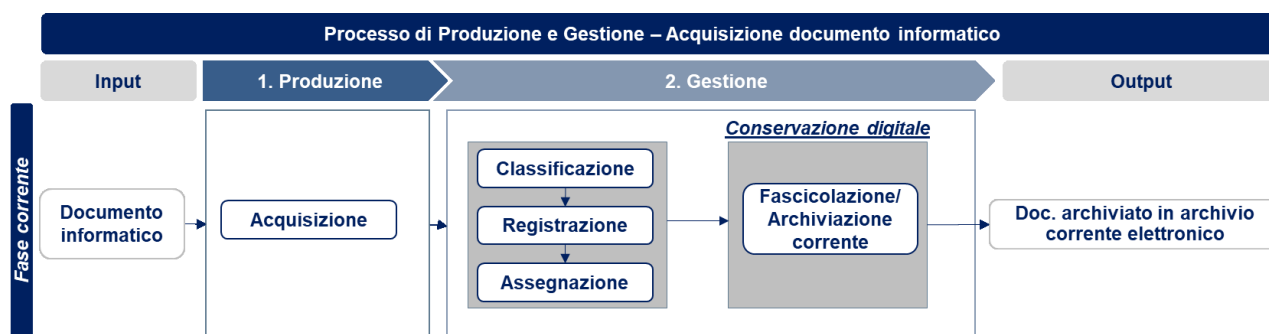 Processo di Produzione e Gestione – Acquisizione documento informatico
Input
1. Produzione
2. Gestione
Output
Fase corrente
Documento
informatico
Acquisizione
Classificazione
Registrazione
Assegnazione
Conservazione digitale
Fascicolazione/
Archiviazione
corrente
Doc. archiviato in archivio
corrente elettronico